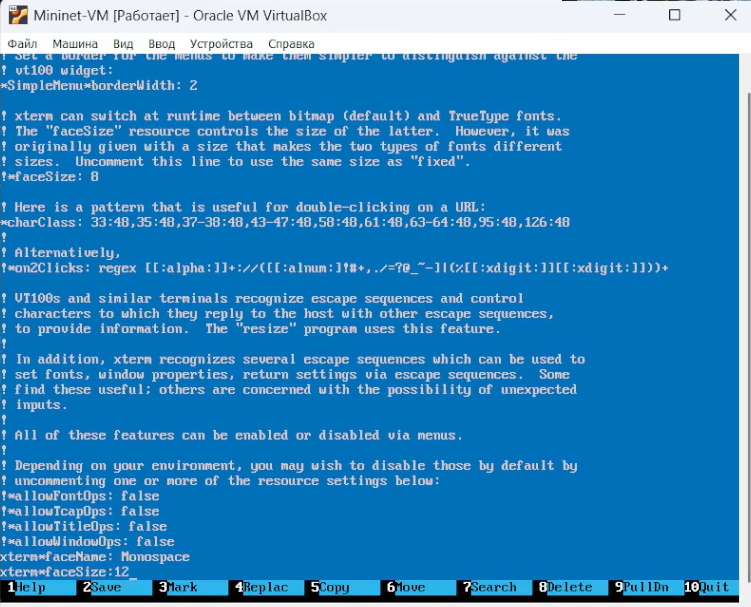 Mininet-VM [Работает] - Oracle VM VirtualBox
Файл Машина Вид Ввод Устройства Справка
! Set a border for the menus to make them simpler to distinguish against the
! vt100 widget:
*SimpleMenu*borderWidth: 2
! xterm can switch at runtime between bitmap (default) and TrueType fonts.
! The "faceSize" resource controls the size of the latter.  However, it was
! originally given with a size that makes the two types of fonts different
! sizes.  Uncomment this line to use the same size as "fixed".
!*faceSize: 8
! Here is a pattern that is useful for double-clicking on a URL:
*charClass: 33:48,35:48,37-38:48,43-47:48,58:48,61:48,63-64:48,95:48,126:48
!
! Alternatively,
!*on2Clicks: regex [[:alpha:]]+://([[:alnum:]!#+,./=?@_~-]|(%[[:xdigit:]][[:xdigit:]]))+
! VT100s and similar terminals recognize escape sequences and control
! characters to which they reply to the host with other escape sequences,
! to provide information.  The "resize" program uses this feature.
!
! In addition, xterm recognizes several escape sequences which can be used to
! set fonts, window properties, return settings via escape sequences.  Some
! find these useful; others are concerned with the possibility of unexpected
! inputs.
!
! All of these features can be enabled or disabled via menus.
!
! Depending on your environment, you may wish to disable those by default by
! uncommenting one or more of the resource settings below:
!*allowFontOps: false
!*allowTcapOps: false
!*allowTitleOps: false
!*allowWindowOps: false
xterm*faceName: Monospace
xterm*faceSize:12_
1Help 2Save 3Mark 4Replac 5Copy 6Move 7Search 8Delete 9PullDn 10Quit